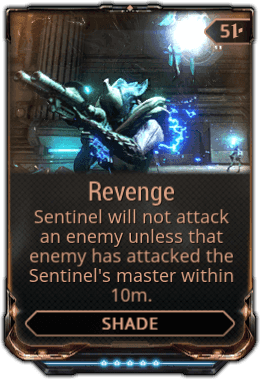 51
Revenge
Sentinel will not attack
an enemy unless that
enemy has attacked the
Sentinel's master within
10m.
SHADE